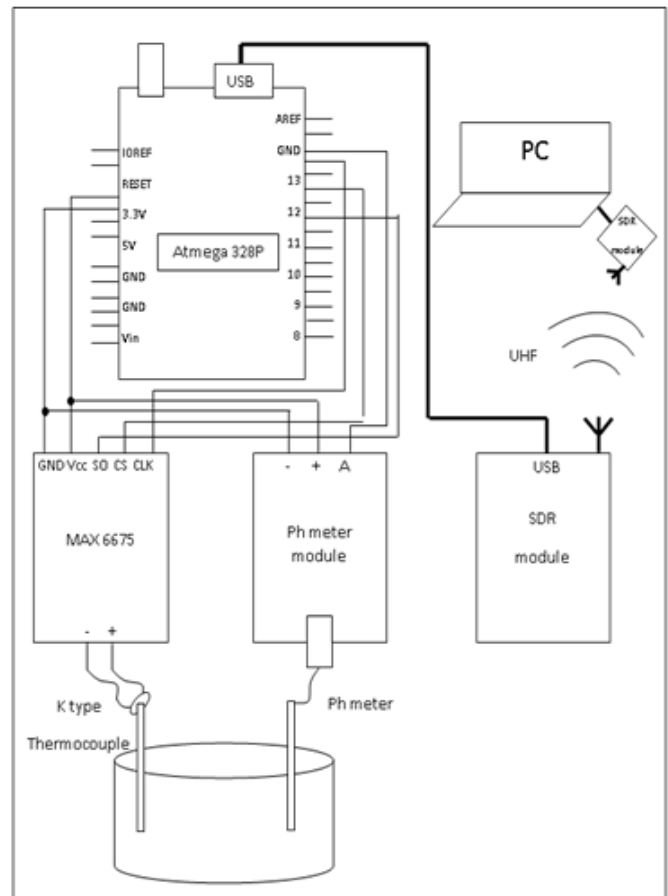 USB
AREF
IOREF
GND
RESET
13
3.3V
12
5V
11
Atmega 328P
GND
10
GND
9
Vin
8
PC
SDR
module
UHF
GND Vcc SO CS CLK
MAX 6675
- + A
Ph meter
module
USB
SDR
module
- +
K type
Thermocouple
Ph meter